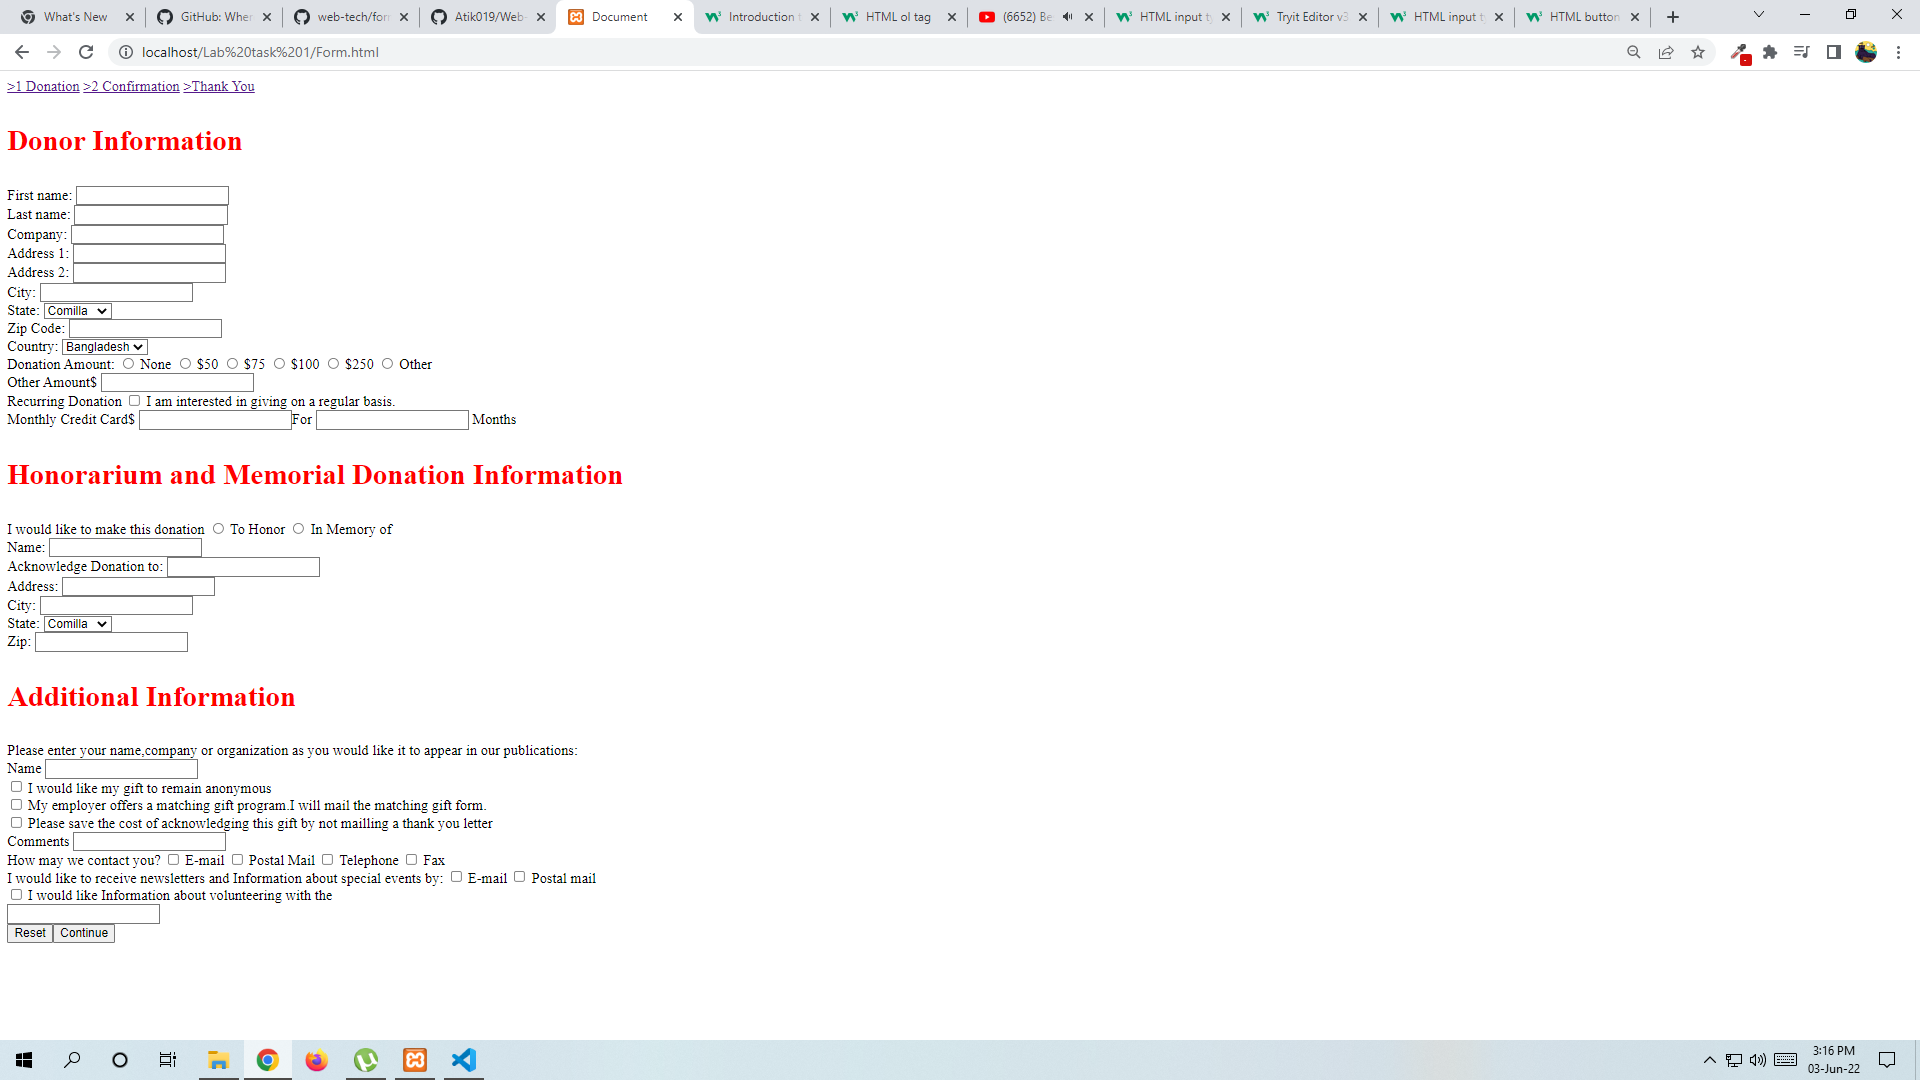 What's New
GitHub: Wher
web-tech/for
Atik019/Web-
Document
Introduction t
HTML ol tag
(6652) Be
HTML input ty
Tryit Editor v3
HTML input ty
HTML button
localhost/Lab%20task%201/Form.html
>1 Donation >2 Confirmation >Thank You
Donor Information
First name:
Last name:
Company:
Address 1:
Address 2:
City:
State: Comilla
Zip Code:
Country: Bangladesh
Donation Amount: None $50 $75 $100 $250 Other
Other Amount$
Recurring Donation I am interested in giving on a regular basis.
Monthly Credit Card$ For Months
Honorarium and Memorial Donation Information
I would like to make this donation To Honor In Memory of
Name:
Acknowledge Donation to:
Address:
City:
State: Comilla
Zip:
Additional Information
Please enter your name,company or organization as you would like it to appear in our publications:
Name
I would like my gift to remain anonymous
My employer offers a matching gift program.I will mail the matching gift form.
Please save the cost of acknowledging this gift by not mailling a thank you letter
Comments
How may we contact you? E-mail Postal Mail Telephone Fax
I would like to receive newsletters and Information about special events by: E-mail Postal mail
I would like Information about volunteering with the
Reset Continue
3:16 PM
03-Jun-22